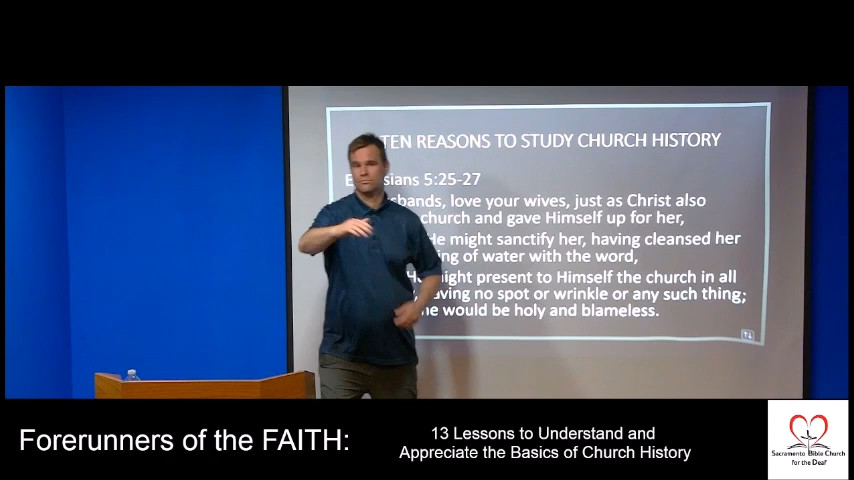 TEN REASONS TO STUDY CHURCH HISTORY
sians 5:25-27
sbands, love your wives, just as Christ also
church and gave Himself up for her,
He might sanctify her, having cleansed her
ing of water with the word,
He might present to Himself the church in all
aving no spot or wrinkle or any such thing;
he would be holy and blameless.
Forerunners of the FAITH:
13 Lessons to Understand and
Appreciate the Basics of Church History
Sacramento Bible Church
for the Deaf